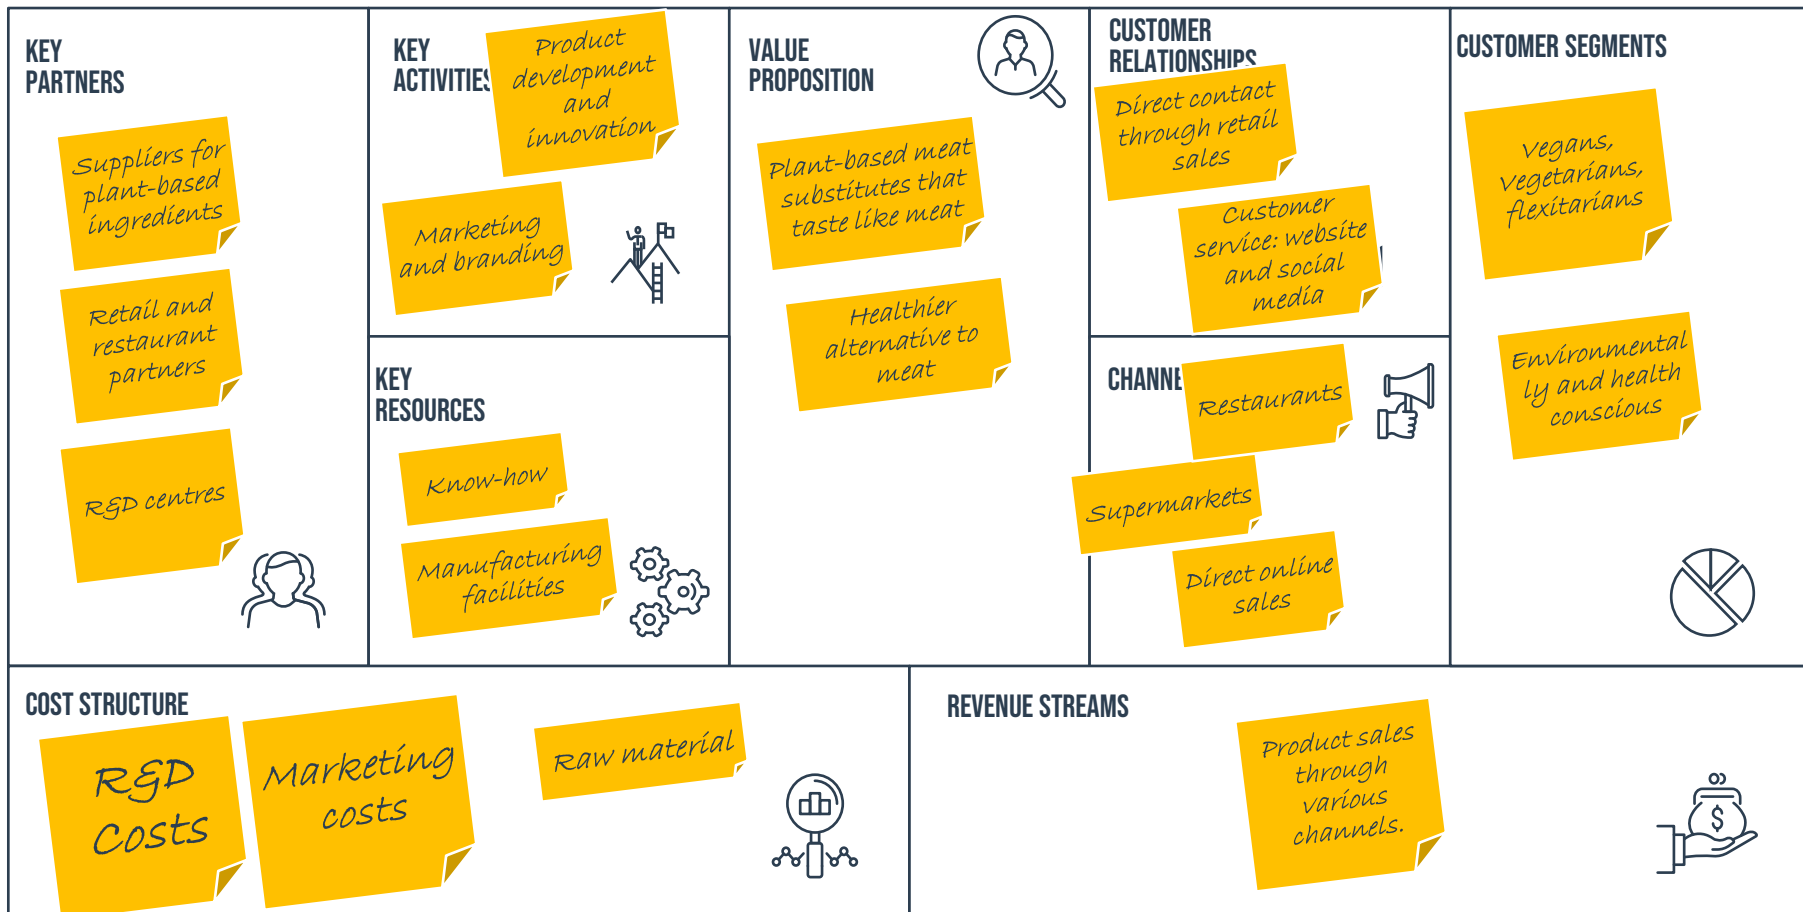 KEY
PARTNERS
Suppliers for
plant-based
ingredients
Retail and
restaurant
partners
R&D centres
KEY
ACTIVITIES
Product
development
and
innovation
Marketing
and branding
KEY
RESOURCES
Know-how
Manufacturing
facilities
VALUE
PROPOSITION
Plant-based meat
substitutes that
taste like meat
Healthier
alternative to
meat
CUSTOMER
RELATIONSHIPS
Direct contact
through retail
sales
Customer
service: website
and social
media
CHANNE
Restaurants
Supermarkets
Direct online
sales
CUSTOMER SEGMENTS
Vegans,
Vegetarians,
flexitarians
Environmental
ly and health
conscious
COST STRUCTURE
R&D
Costs
Marketing
costs
Raw material
REVENUE STREAMS
Product sales
through
various
channels.
$